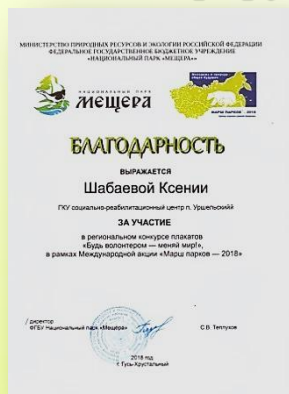 МИНИСТЕРСТВО ПРИРОДНЫХ РЕСУРСОВ И ЭКОЛОГИИ РОССИЙСКОЙ ФЕДЕРАЦИИ
ФЕДЕРАЛЬНОЕ ГОСУДАРСТВЕННОЕ БЮДЖЕТНОЕ УЧРЕЖДЕНИЕ
«НАЦИОНАЛЬНЫЙ ПАРК «МЕЩЕРА»»
НАЦИОНАЛЬНЫЙ ПАРК
Мещера
МАРШ ПАРКОВ - 2018
БЛАГОДАРНОСТЬ
ВЫРАЖАЕТСЯ
Шабаевой Ксении
ГКУ социально-реабилитационный центр п. Уршельский
ЗА УЧАСТИЕ
в региональном конкурсе плакатов
«Будь волонтером — меняй мир!»,
в рамках Международной акции «Марш парков — 2018»
директор
ФГБУ Национальный парк «Мещера»
С.В. Теплухов
2018 год
г. Гусь-Хрустальный